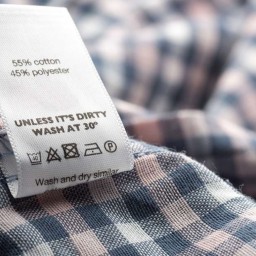 55% cotton
45% polyester
UNLESS IT'S DIRTY
WASH AT 30°
Wash and dry similar